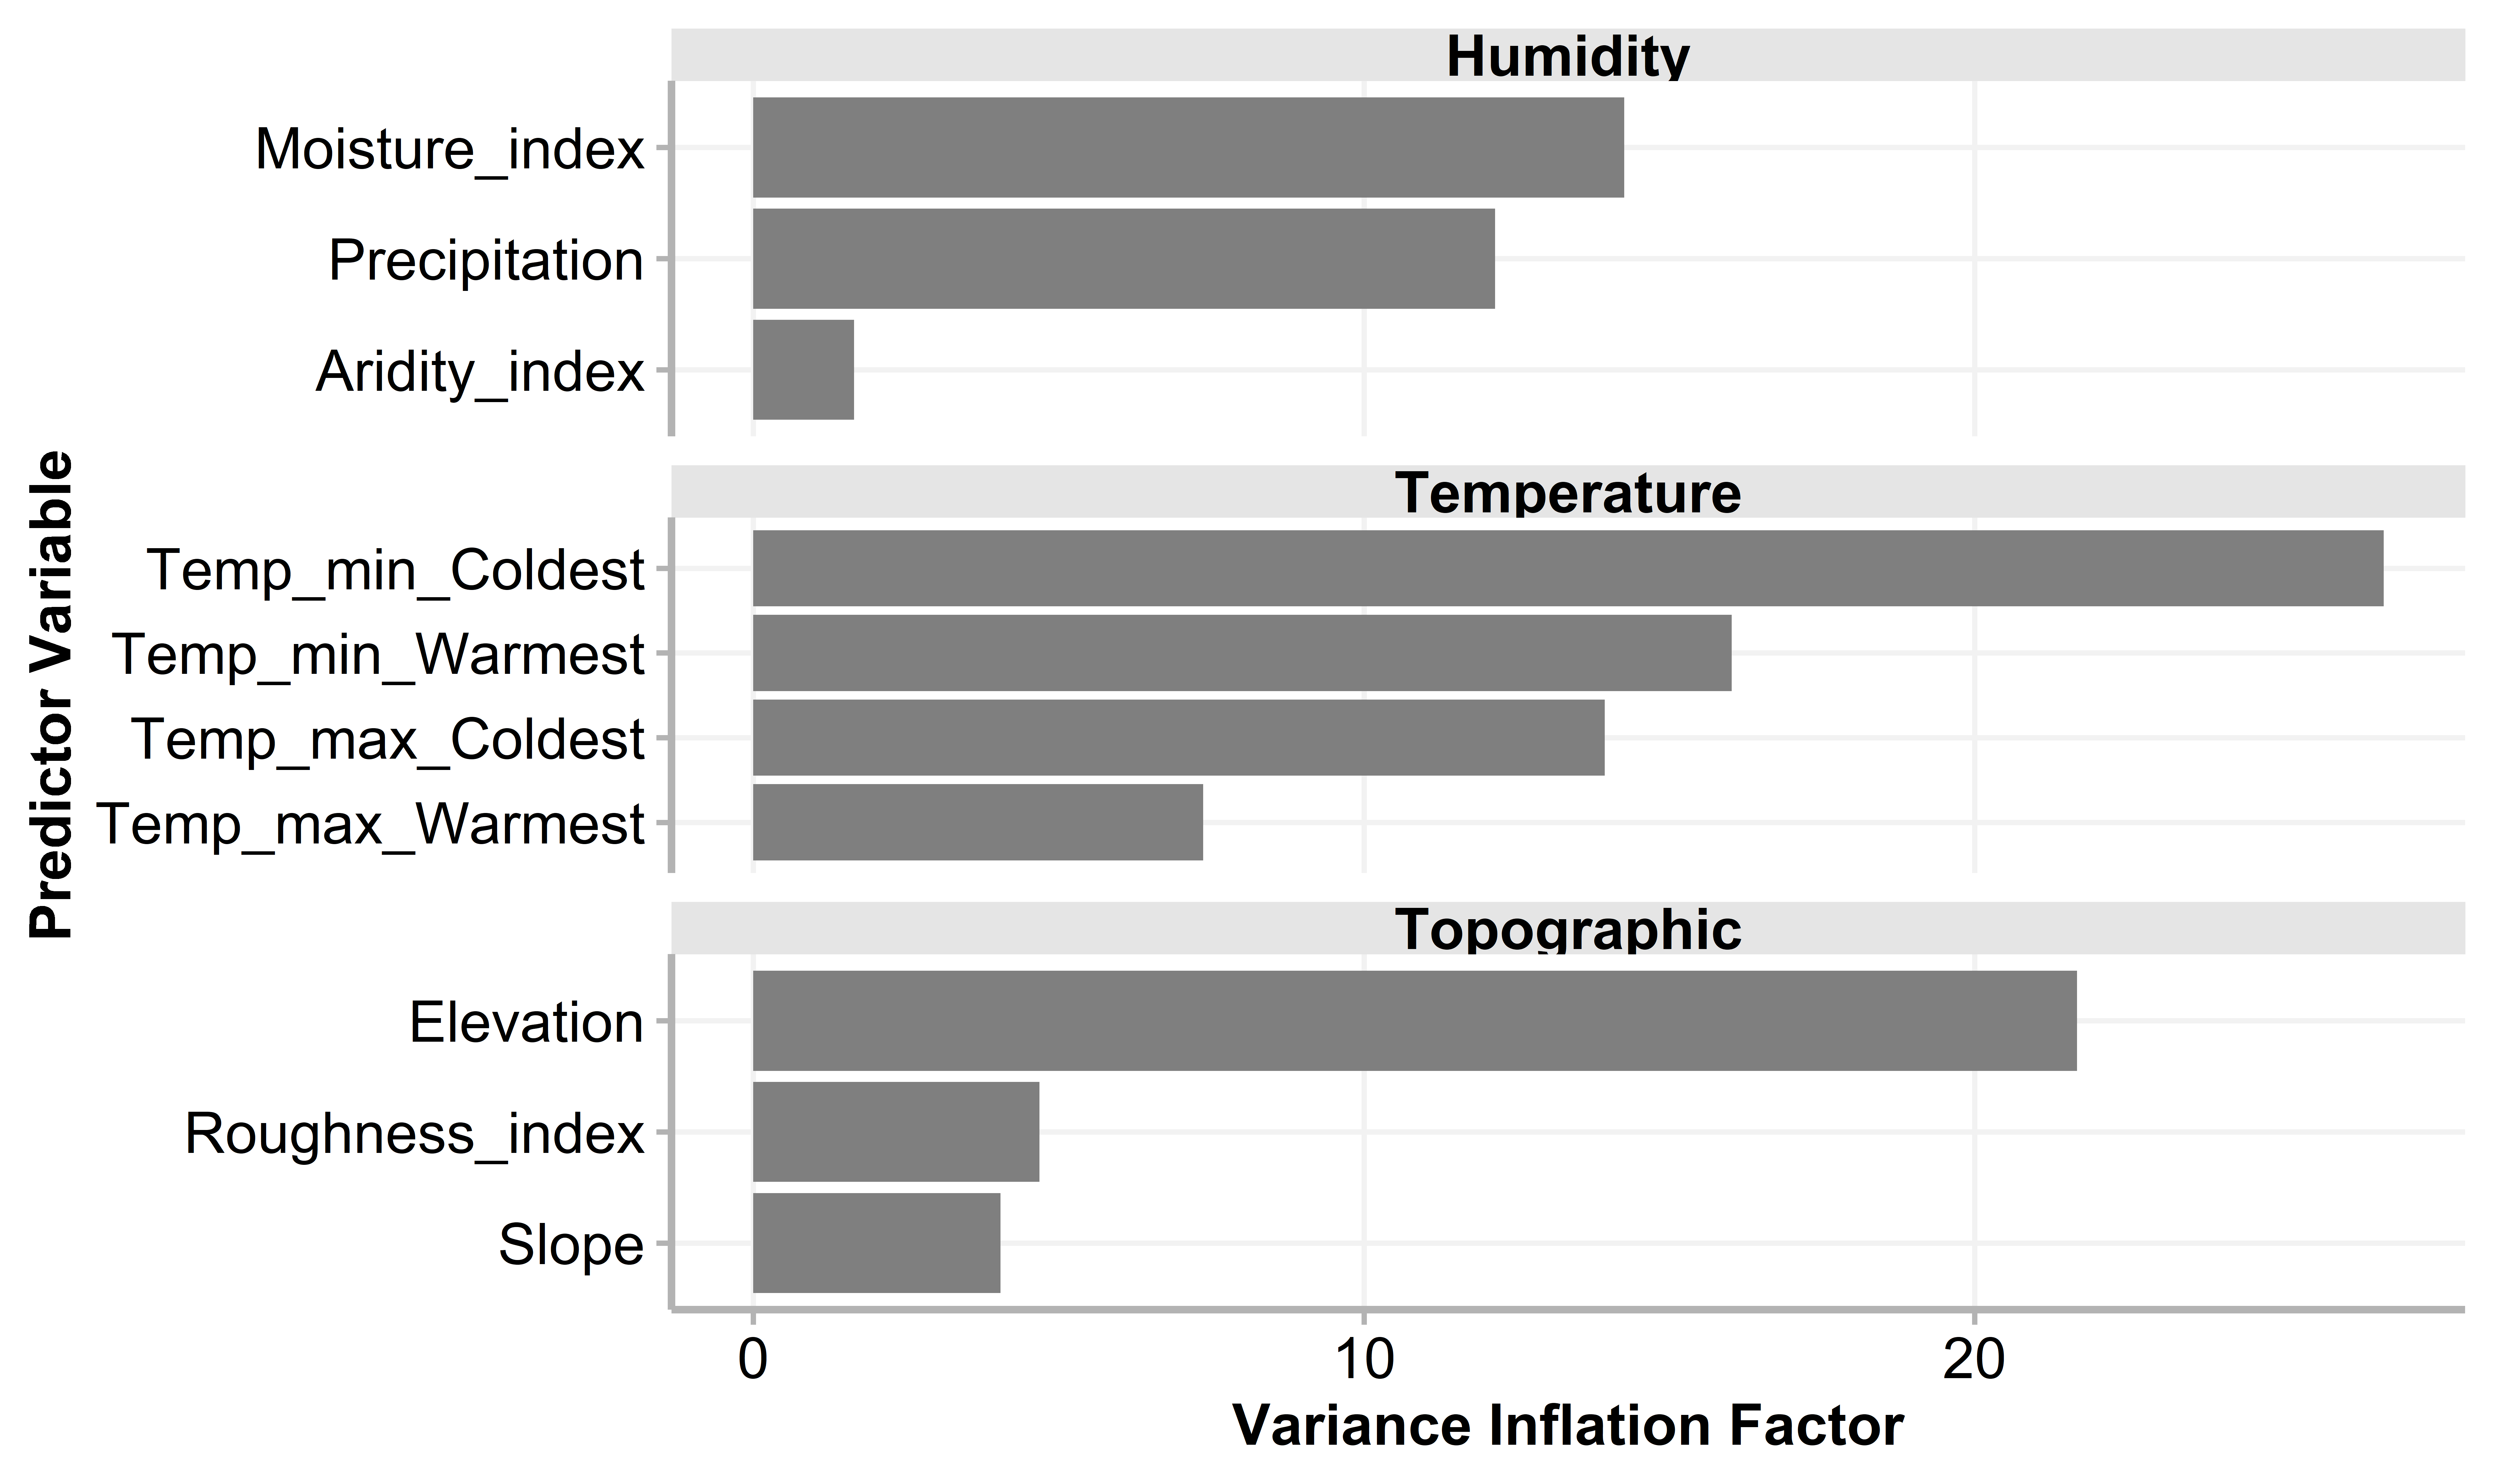 Humidity
Moisture_index
Precipitation
Aridity_index
Temperature
Temp_min_Coldest
Temp_min_Warmest
Temp_max_Coldest
Temp_max_Warmest
Topographic
Elevation
Roughness_index
Slope
0 10 20
Variance Inflation Factor
Predictor Variable